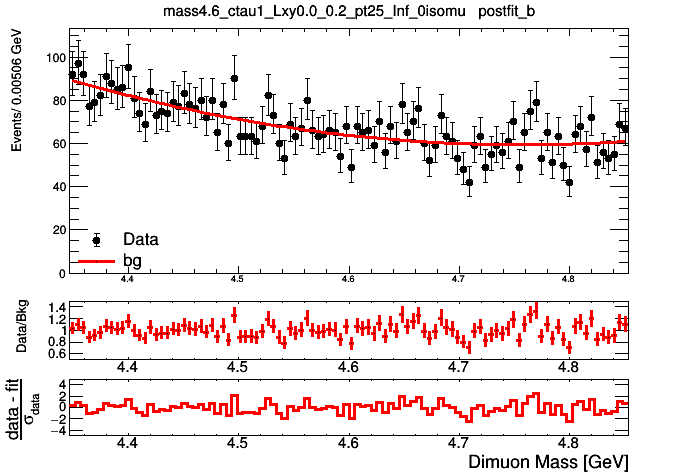 mass4.6_ctau1_Lxy0.0_0.2_pt25_Inf_0isomu postfit_b
Events/ 0.00506 GeV
100
80
60
40
20
0
Data
bg
4.4 4.5 4.6 4.7 4.8
Data/Bkg
1.4
1.2
1
0.8
0.6
4.4 4.5 4.6 4.7 4.8
data - fit
σdata
4
2
0
−2
−4
4.4 4.5 4.6 4.7 4.8
Dimuon Mass [GeV]